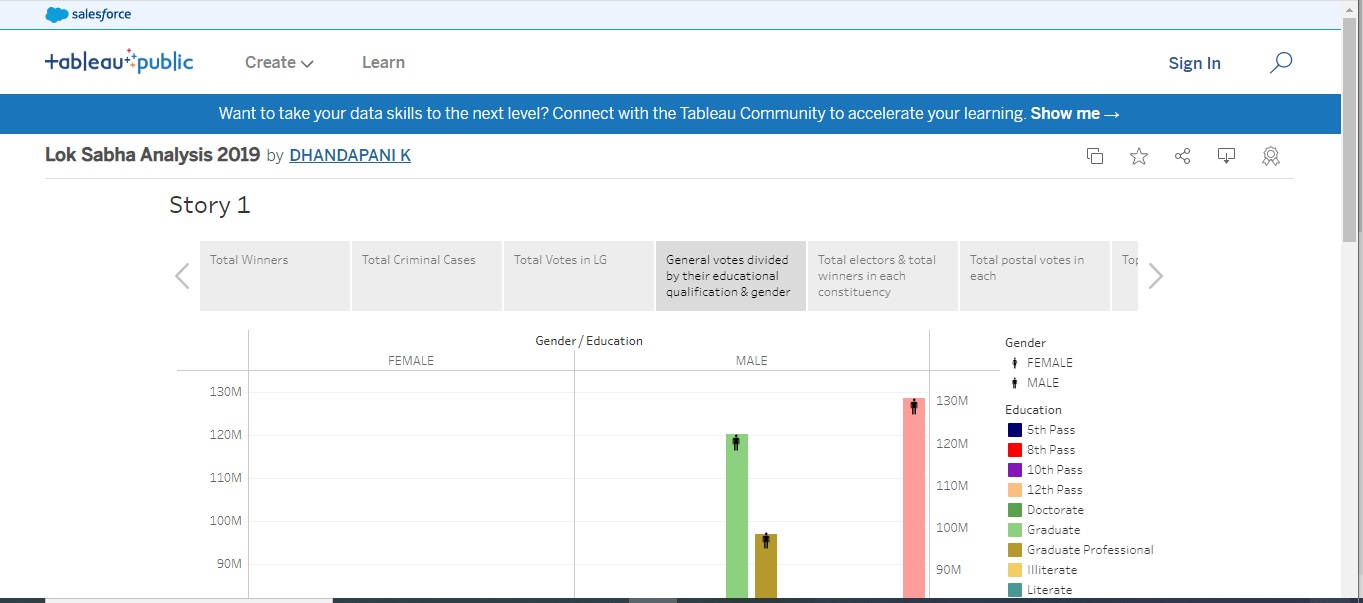 salesforce
tableau public
Create
Learn
Sign In
Want to take your data skills to the next level? Connect with the Tableau Community to accelerate your learning. Show me →
Lok Sabha Analysis 2019 by DHANDAPANI K
Story 1
Total Winners
Total Criminal Cases
Total Votes in LG
General votes divided
by their educational
qualification & gender
Total electors & total
winners in each
constituency
Total postal votes in
each
Gender / Education
FEMALE
MALE
130M
120M
110M
100M
90M
130M
120M
110M
100M
90M
Gender
FEMALE
MALE
Education
5th Pass
8th Pass
10th Pass
12th Pass
Doctorate
Graduate
Graduate Professional
Illiterate
Literate